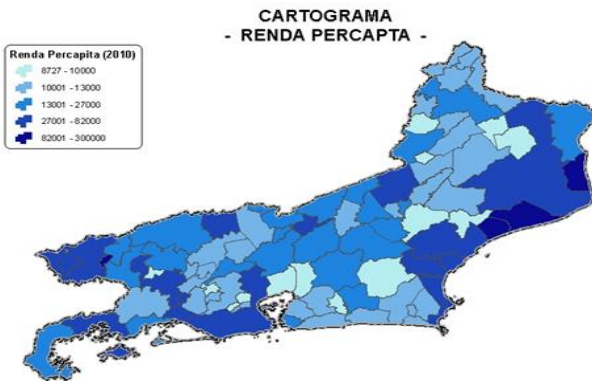 CARTOGRAMA
- RENDA PERCAPTA -
Renda Percapita (2010)
8727 - 10000
10001 - 13000
13001 - 27000
27001 - 82000
82001 - 300000